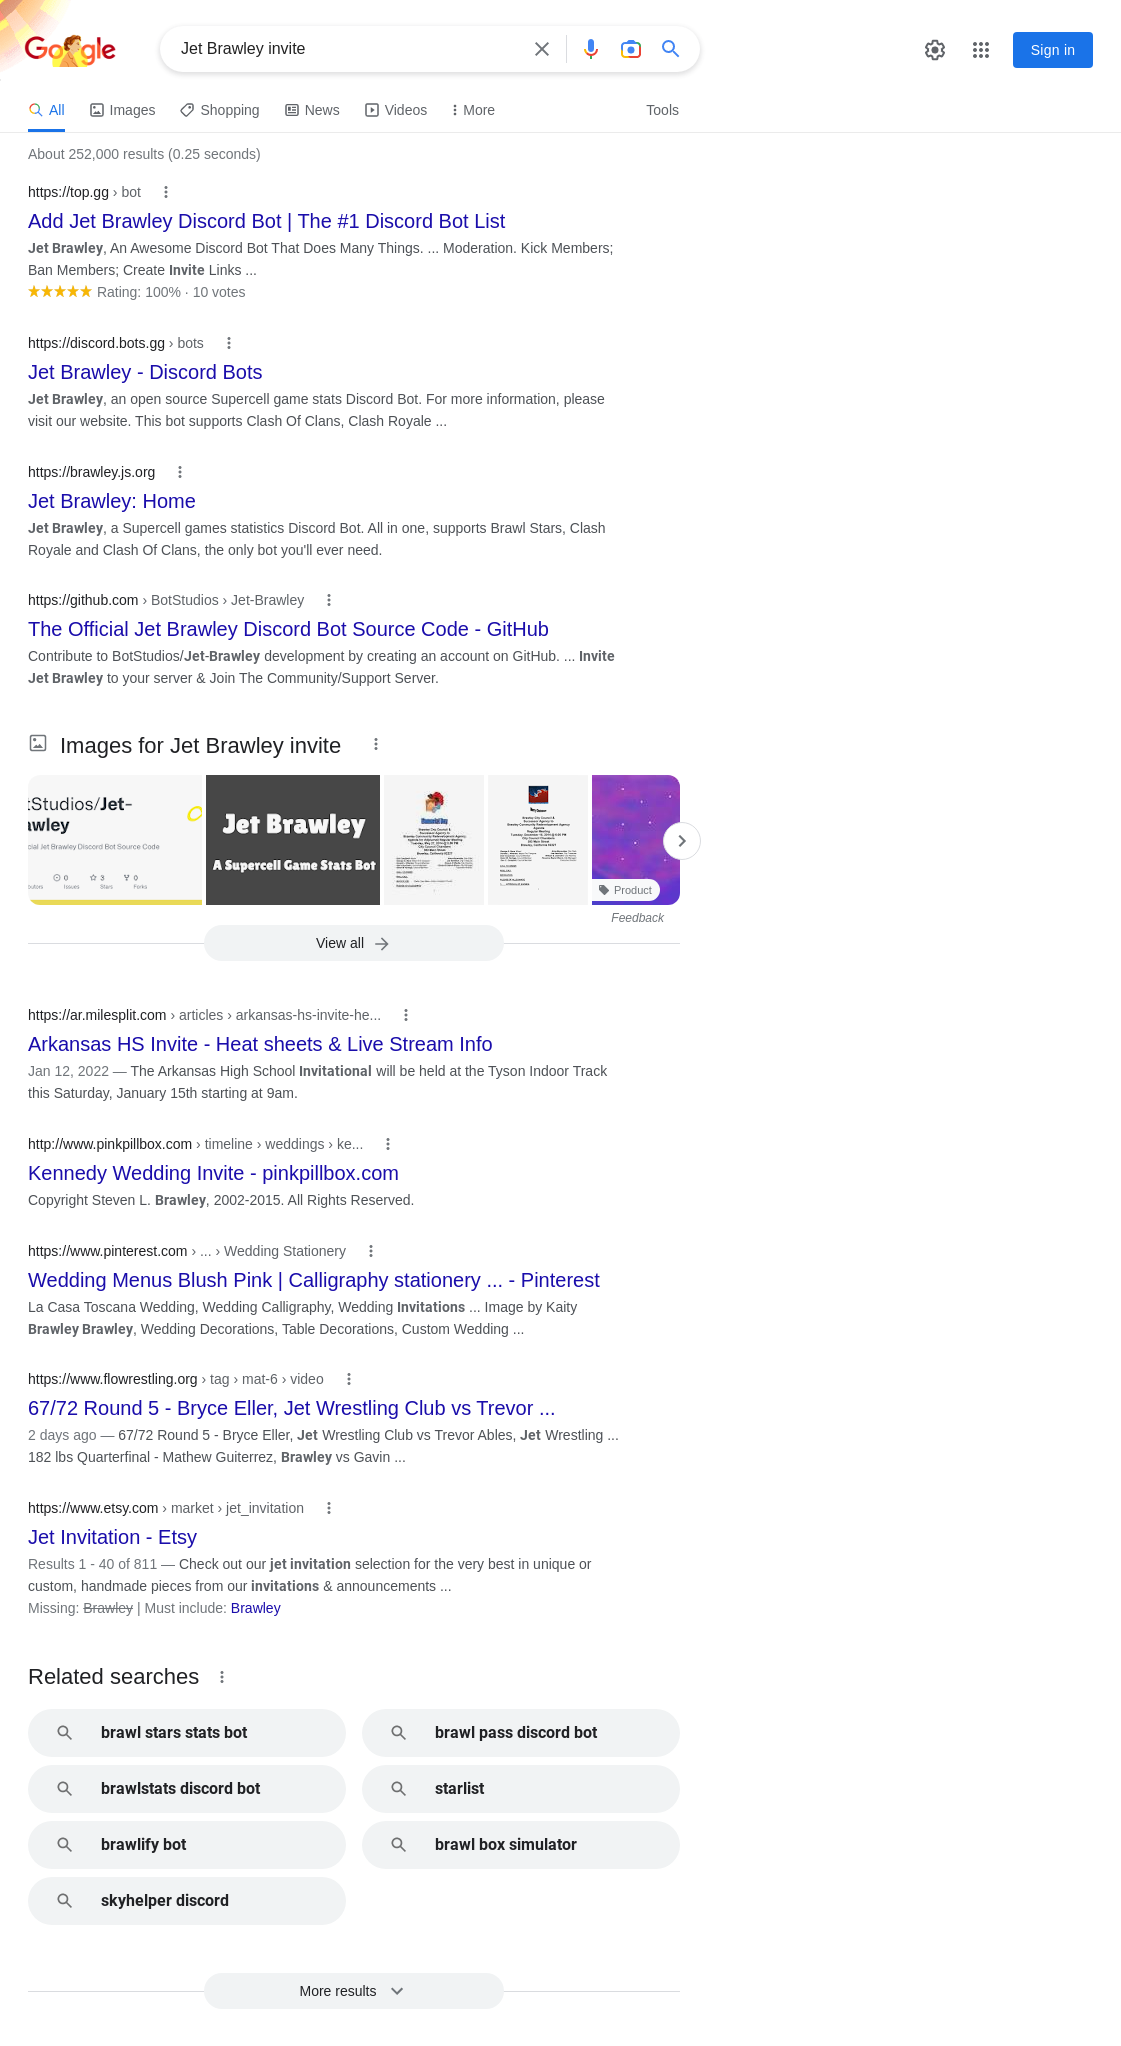 Google
Jet Brawley invite
Sign in
All
Images
Shopping
News
Videos
More
Tools
About 252,000 results (0.25 seconds)
https://top.gg › bot
Add Jet Brawley Discord Bot | The #1 Discord Bot List
Jet Brawley, An Awesome Discord Bot That Does Many Things. ... Moderation. Kick Members;
Ban Members; Create Invite Links ...
Rating: 100% · 10 votes
https://discord.bots.gg › bots
Jet Brawley - Discord Bots
Jet Brawley, an open source Supercell game stats Discord Bot. For more information, please
visit our website. This bot supports Clash Of Clans, Clash Royale ...
https://brawley.js.org
Jet Brawley: Home
Jet Brawley, a Supercell games statistics Discord Bot. All in one, supports Brawl Stars, Clash
Royale and Clash Of Clans, the only bot you'll ever need.
https://github.com › BotStudios › Jet-Brawley
The Official Jet Brawley Discord Bot Source Code - GitHub
Contribute to BotStudios/Jet-Brawley development by creating an account on GitHub. ... Invite
Jet Brawley to your server & Join The Community/Support Server.
Images for Jet Brawley invite
tStudios/Jet-
awley
cial Jet Brawley Discord Bot Source Code
0
0
3
0
Issues
Stars
Forks
Jet Brawley
A Supercell Game Stats Bot
Memorial Day
Product
Feedback
View all
https://ar.milesplit.com › articles › arkansas-hs-invite-he...
Arkansas HS Invite - Heat sheets & Live Stream Info
Jan 12, 2022 — The Arkansas High School Invitational will be held at the Tyson Indoor Track
this Saturday, January 15th starting at 9am.
http://www.pinkpillbox.com › timeline › weddings › ke...
Kennedy Wedding Invite - pinkpillbox.com
Copyright Steven L. Brawley, 2002-2015. All Rights Reserved.
https://www.pinterest.com › ... › Wedding Stationery
Wedding Menus Blush Pink | Calligraphy stationery ... - Pinterest
La Casa Toscana Wedding, Wedding Calligraphy, Wedding Invitations ... Image by Kaity
Brawley Brawley, Wedding Decorations, Table Decorations, Custom Wedding ...
https://www.flowrestling.org › tag › mat-6 › video
67/72 Round 5 - Bryce Eller, Jet Wrestling Club vs Trevor ...
2 days ago — 67/72 Round 5 - Bryce Eller, Jet Wrestling Club vs Trevor Ables, Jet Wrestling ...
182 lbs Quarterfinal - Mathew Guiterrez, Brawley vs Gavin ...
https://www.etsy.com › market › jet_invitation
Jet Invitation - Etsy
Results 1 - 40 of 811 — Check out our jet invitation selection for the very best in unique or
custom, handmade pieces from our invitations & announcements ...
Missing: Brawley | Must include: Brawley
Related searches
brawl stars stats bot
brawl pass discord bot
brawlstats discord bot
starlist
brawlify bot
brawl box simulator
skyhelper discord
More results